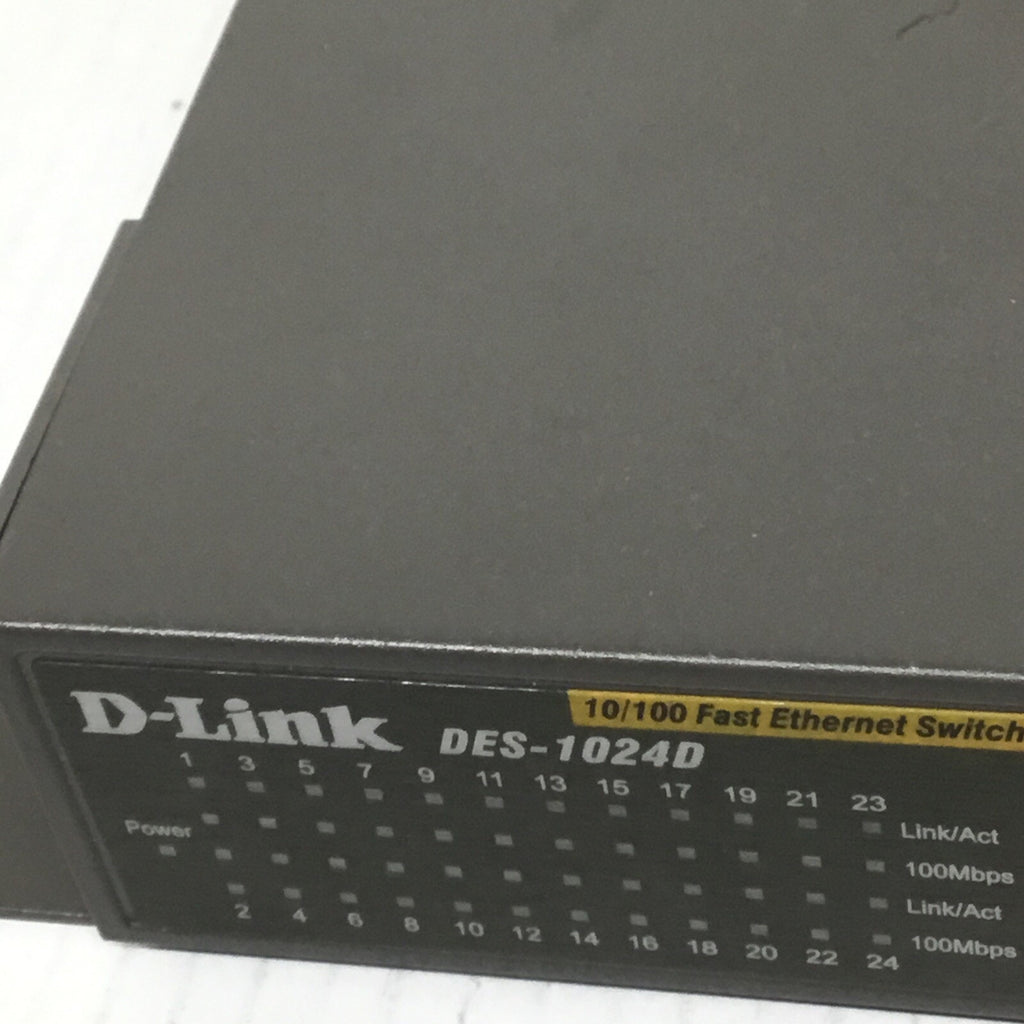 D-Link
DES-1024D
10/100 Fast Ethernet Switch
1 3 5 7 9 11 13 15 17 19 21 23
Link/Act
Power
100Mbps
Link/Act
100Mbps
2 4 6 8 10 12 14 16 18 20 22 24